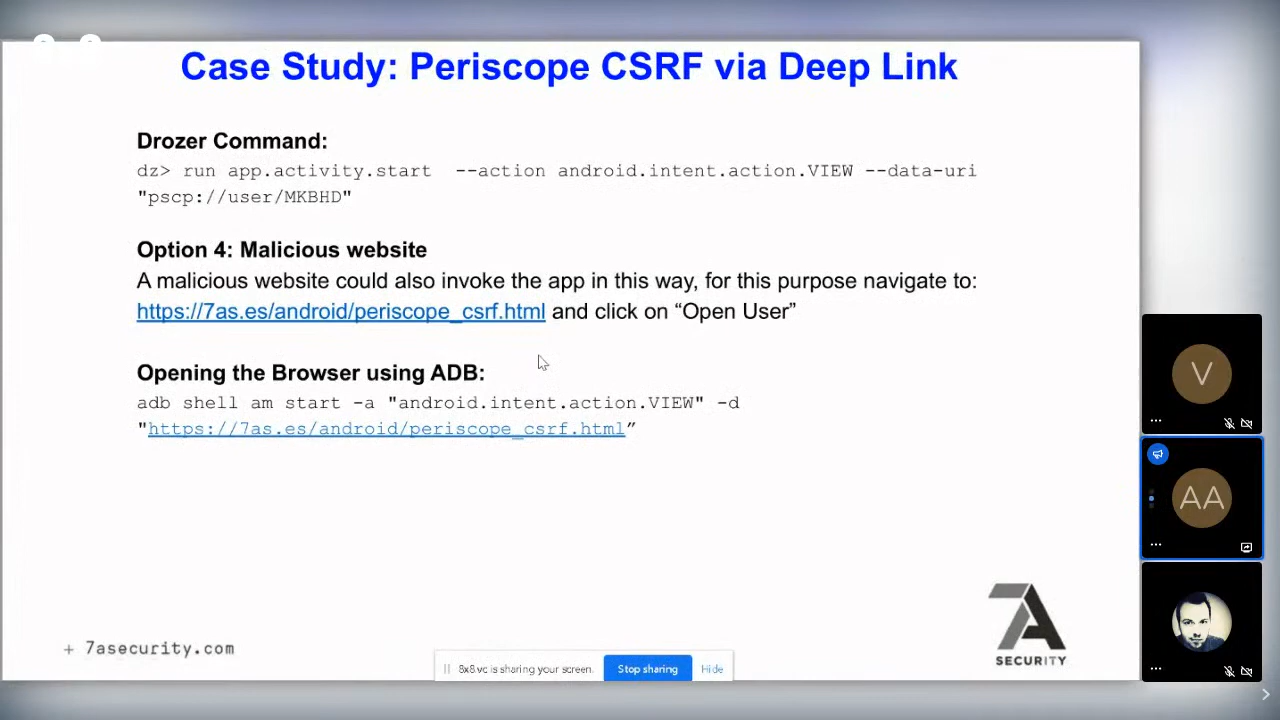 Case Study: Periscope CSRF via Deep Link
Drozer Command:
dz> run app.activity.start --action android.intent.action.VIEW --data-uri
"pscp://user/MKBHD"
Option 4: Malicious website
A malicious website could also invoke the app in this way, for this purpose navigate to:
https://7as.es/android/periscope_csrf.html and click on “Open User”
Opening the Browser using ADB:
adb shell am start -a "android.intent.action.VIEW" -d
"https://7as.es/android/periscope_csrf.html”
+ 7asecurity.com
7A
SECURITY
8x8.vc is sharing your screen.
Stop sharing
Hide
V
AA